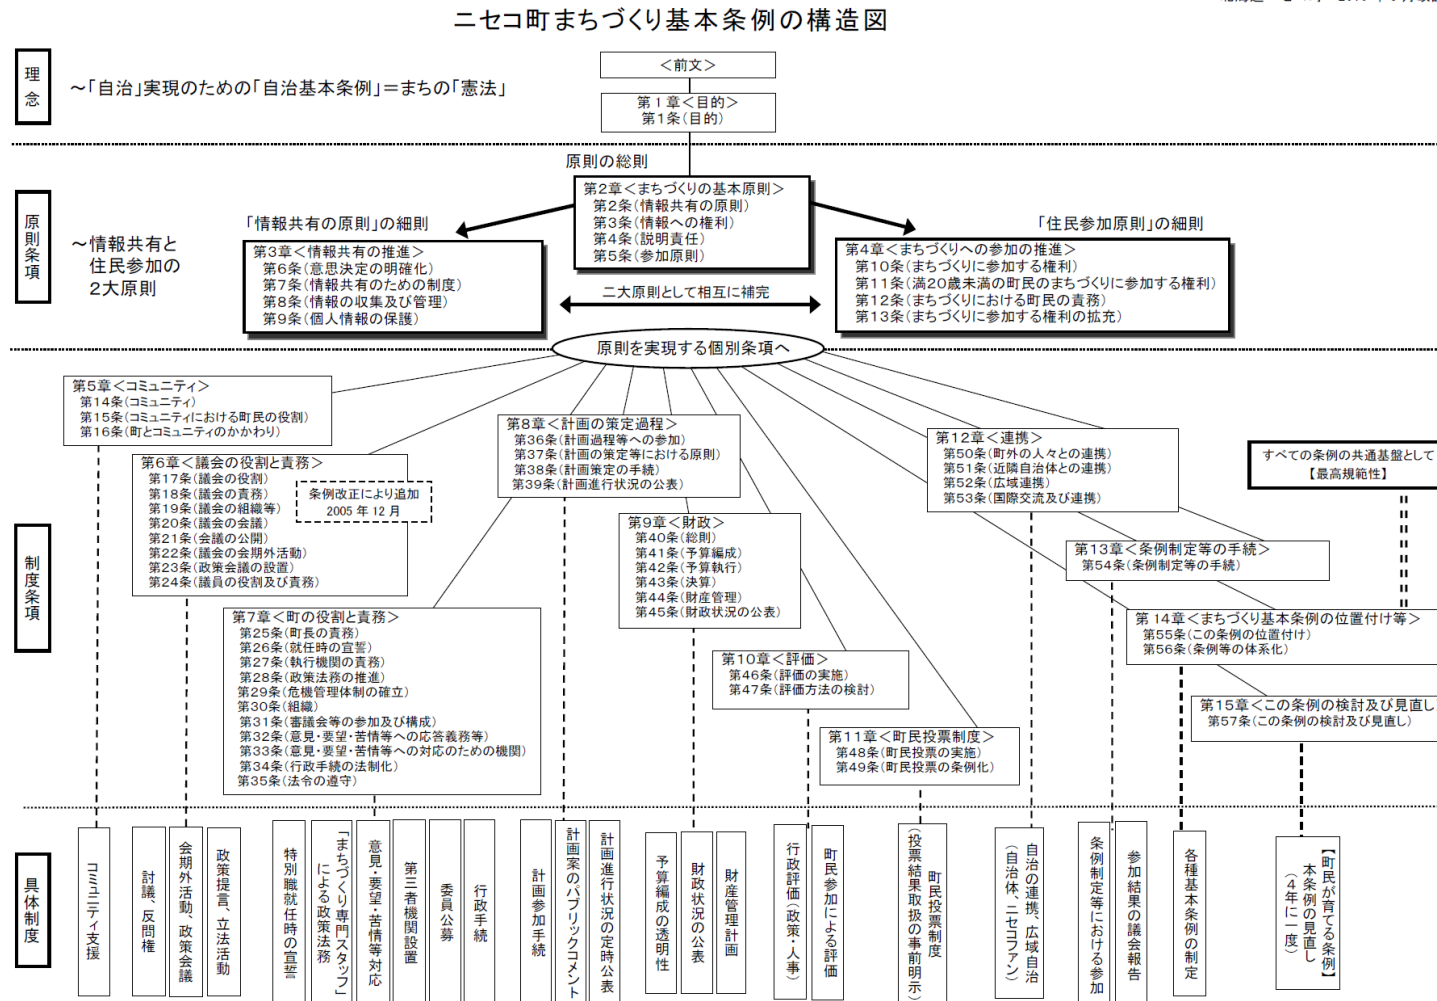 ニセコ町まちづくり基本条例の構造図
理念
～「自治」実現のための「自治基本条例」＝まちの「憲法」
＜前文＞
第１章＜目的＞
第1条(目的)
原則の総則
原則条項
～情報共有と
住民参加の
２大原則
第2章＜まちづくりの基本原則＞
第2条(情報共有の原則)
第3条(情報への権利)
第4条(説明責任)
第5条(参加原則)
「情報共有の原則」の細則
第3章＜情報共有の推進＞
第6条(意思決定の明確化)
第7条(情報共有のための制度)
第8条(情報の収集及び管理)
第9条(個人情報の保護)
二大原則として相互に補完
「住民参加原則」の細則
第4章＜まちづくりへの参加の推進＞
第10条(まちづくりに参加する権利)
第11条(満20歳未満の町民のまちづくりに参加する権利)
第12条(まちづくりにおける町民の責務)
第13条(まちづくりに参加する権利の拡充)
原則を実現する個別条項へ
制度条項
第5章＜コミュニティ＞
第14条(コミュニティ)
第15条(コミュニティにおける町民の役割)
第16条(町とコミュニティのかかわり)
第6章＜議会の役割と責務＞
第17条(議会の役割)
第18条(議会の責務)
第19条(議会の組織等)
第20条(議会の会議)
第21条(会議の公開)
第22条(議会の会期外活動)
第23条(政策会議の設置)
第24条(議員の役割及び責務)
条例改正により追加
2005年12月
第7章＜町の役割と責務＞
第25条(町長の責務)
第26条(就任時の宣誓)
第27条(執行機関の責務)
第28条(政策法務の推進)
第29条(危機管理体制の確立)
第30条(組織)
第31条(審議会等の参加及び構成)
第32条(意見・要望・苦情等への応答義務等)
第33条(意見・要望・苦情等への対応のための機関)
第34条(行政手続の法制化)
第35条(法令の遵守)
第8章＜計画の策定過程＞
第36条(計画過程等への参加)
第37条(計画の策定等における原則)
第38条(計画策定の手続)
第39条(計画進行状況の公表)
第9章＜財政＞
第40条(総則)
第41条(予算編成)
第42条(予算執行)
第43条(決算)
第44条(財産管理)
第45条(財政状況の公表)
第10章＜評価＞
第46条(評価の実施)
第47条(評価方法の検討)
第11章＜町民投票制度＞
第48条(町民投票の実施)
第49条(町民投票の条例化)
第12章＜連携＞
第50条(町外の人々との連携)
第51条(近隣自治体との連携)
第52条(広域連携)
第53条(国際交流及び連携)
すべての条例の共通基盤として
【最高規範性】
第13章＜条例制定等の手続＞
第54条(条例制定等の手続)
第14章＜まちづくり基本条例の位置付け等＞
第55条(この条例の位置付け)
第56条(条例等の体系化)
第15章＜この条例の検討及び見直し
第57条(この条例の検討及び見直し)
具体制度
コミュニティ支援
討議、反問権
会期外活動、政策会議
政策提言、立法活動
特別職就任時の宣誓
「まちづくり専門スタッフ」
による政策法務
意見・要望・苦情等対応
第三者機関設置
委員公募
行政手続
計画参加手続
計画案のパブリックコメント
計画進行状況の定時公表
予算編成の透明性
財政状況の公表
財産管理計画
行政評価(政策・人事)
町民参加による評価
町民投票制度
(投票結果取扱の事前明示)
自治の連携、広域自治
(自治体、ニセコファン)
条例制定等における参加
参加結果の議会報告
各種基本条例の制定
【町民が育てる条例】
本条例の見直し
(４年に一度)